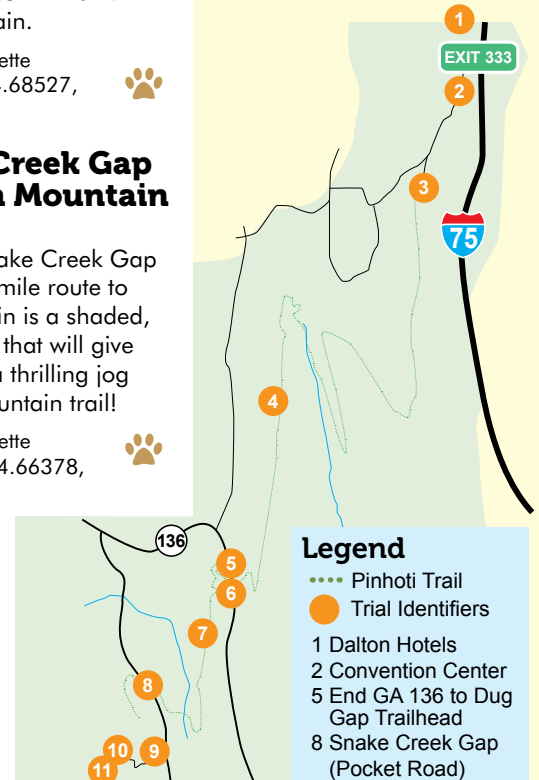 ain.
ette
.68527,
Creek Gap
n Mountain
ake Creek Gap
mile route to
in is a shaded,
that will give
a thrilling jog
ountain trail!
ette
4.66378,
1
EXIT 333
2
3
75
4
136
5
6
7
8
9
10
11
Legend
Pinhoti Trail
Trial Identifiers
1 Dalton Hotels
2 Convention Center
5 End GA 136 to Dug
Gap Trailhead
8 Snake Creek Gap
(Pocket Road)